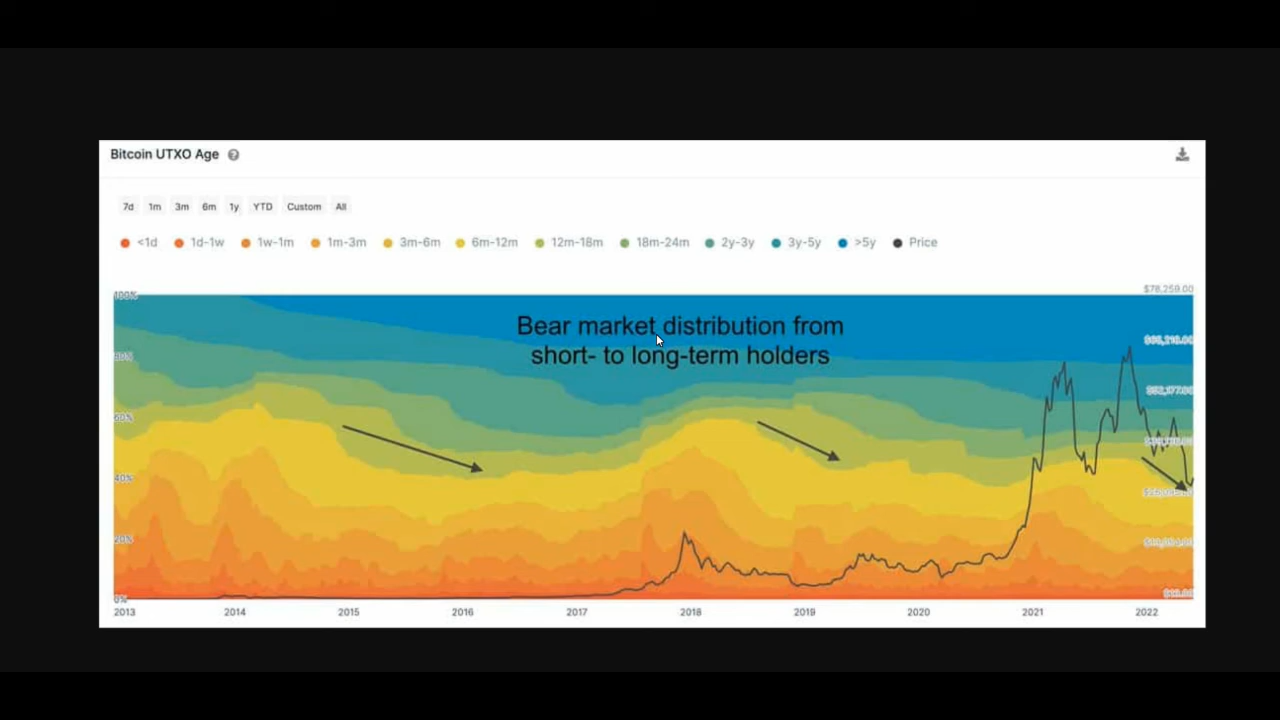 Bitcoin UTXO Age ?
7d 1m 3m 6m 1y YTD Custom All
<1d 1d-1w 1w-1m 1m-3m 3m-6m 6m-12m 12m-18m 18m-24m 2y-3y 3y-5y >5y Price
$78,259.00
100%
Bear market distribution from
short- to long-term holders
80%
60%
40%
20%
0%
2013 2014 2015 2016 2017 2018 2019 2020 2021 2022